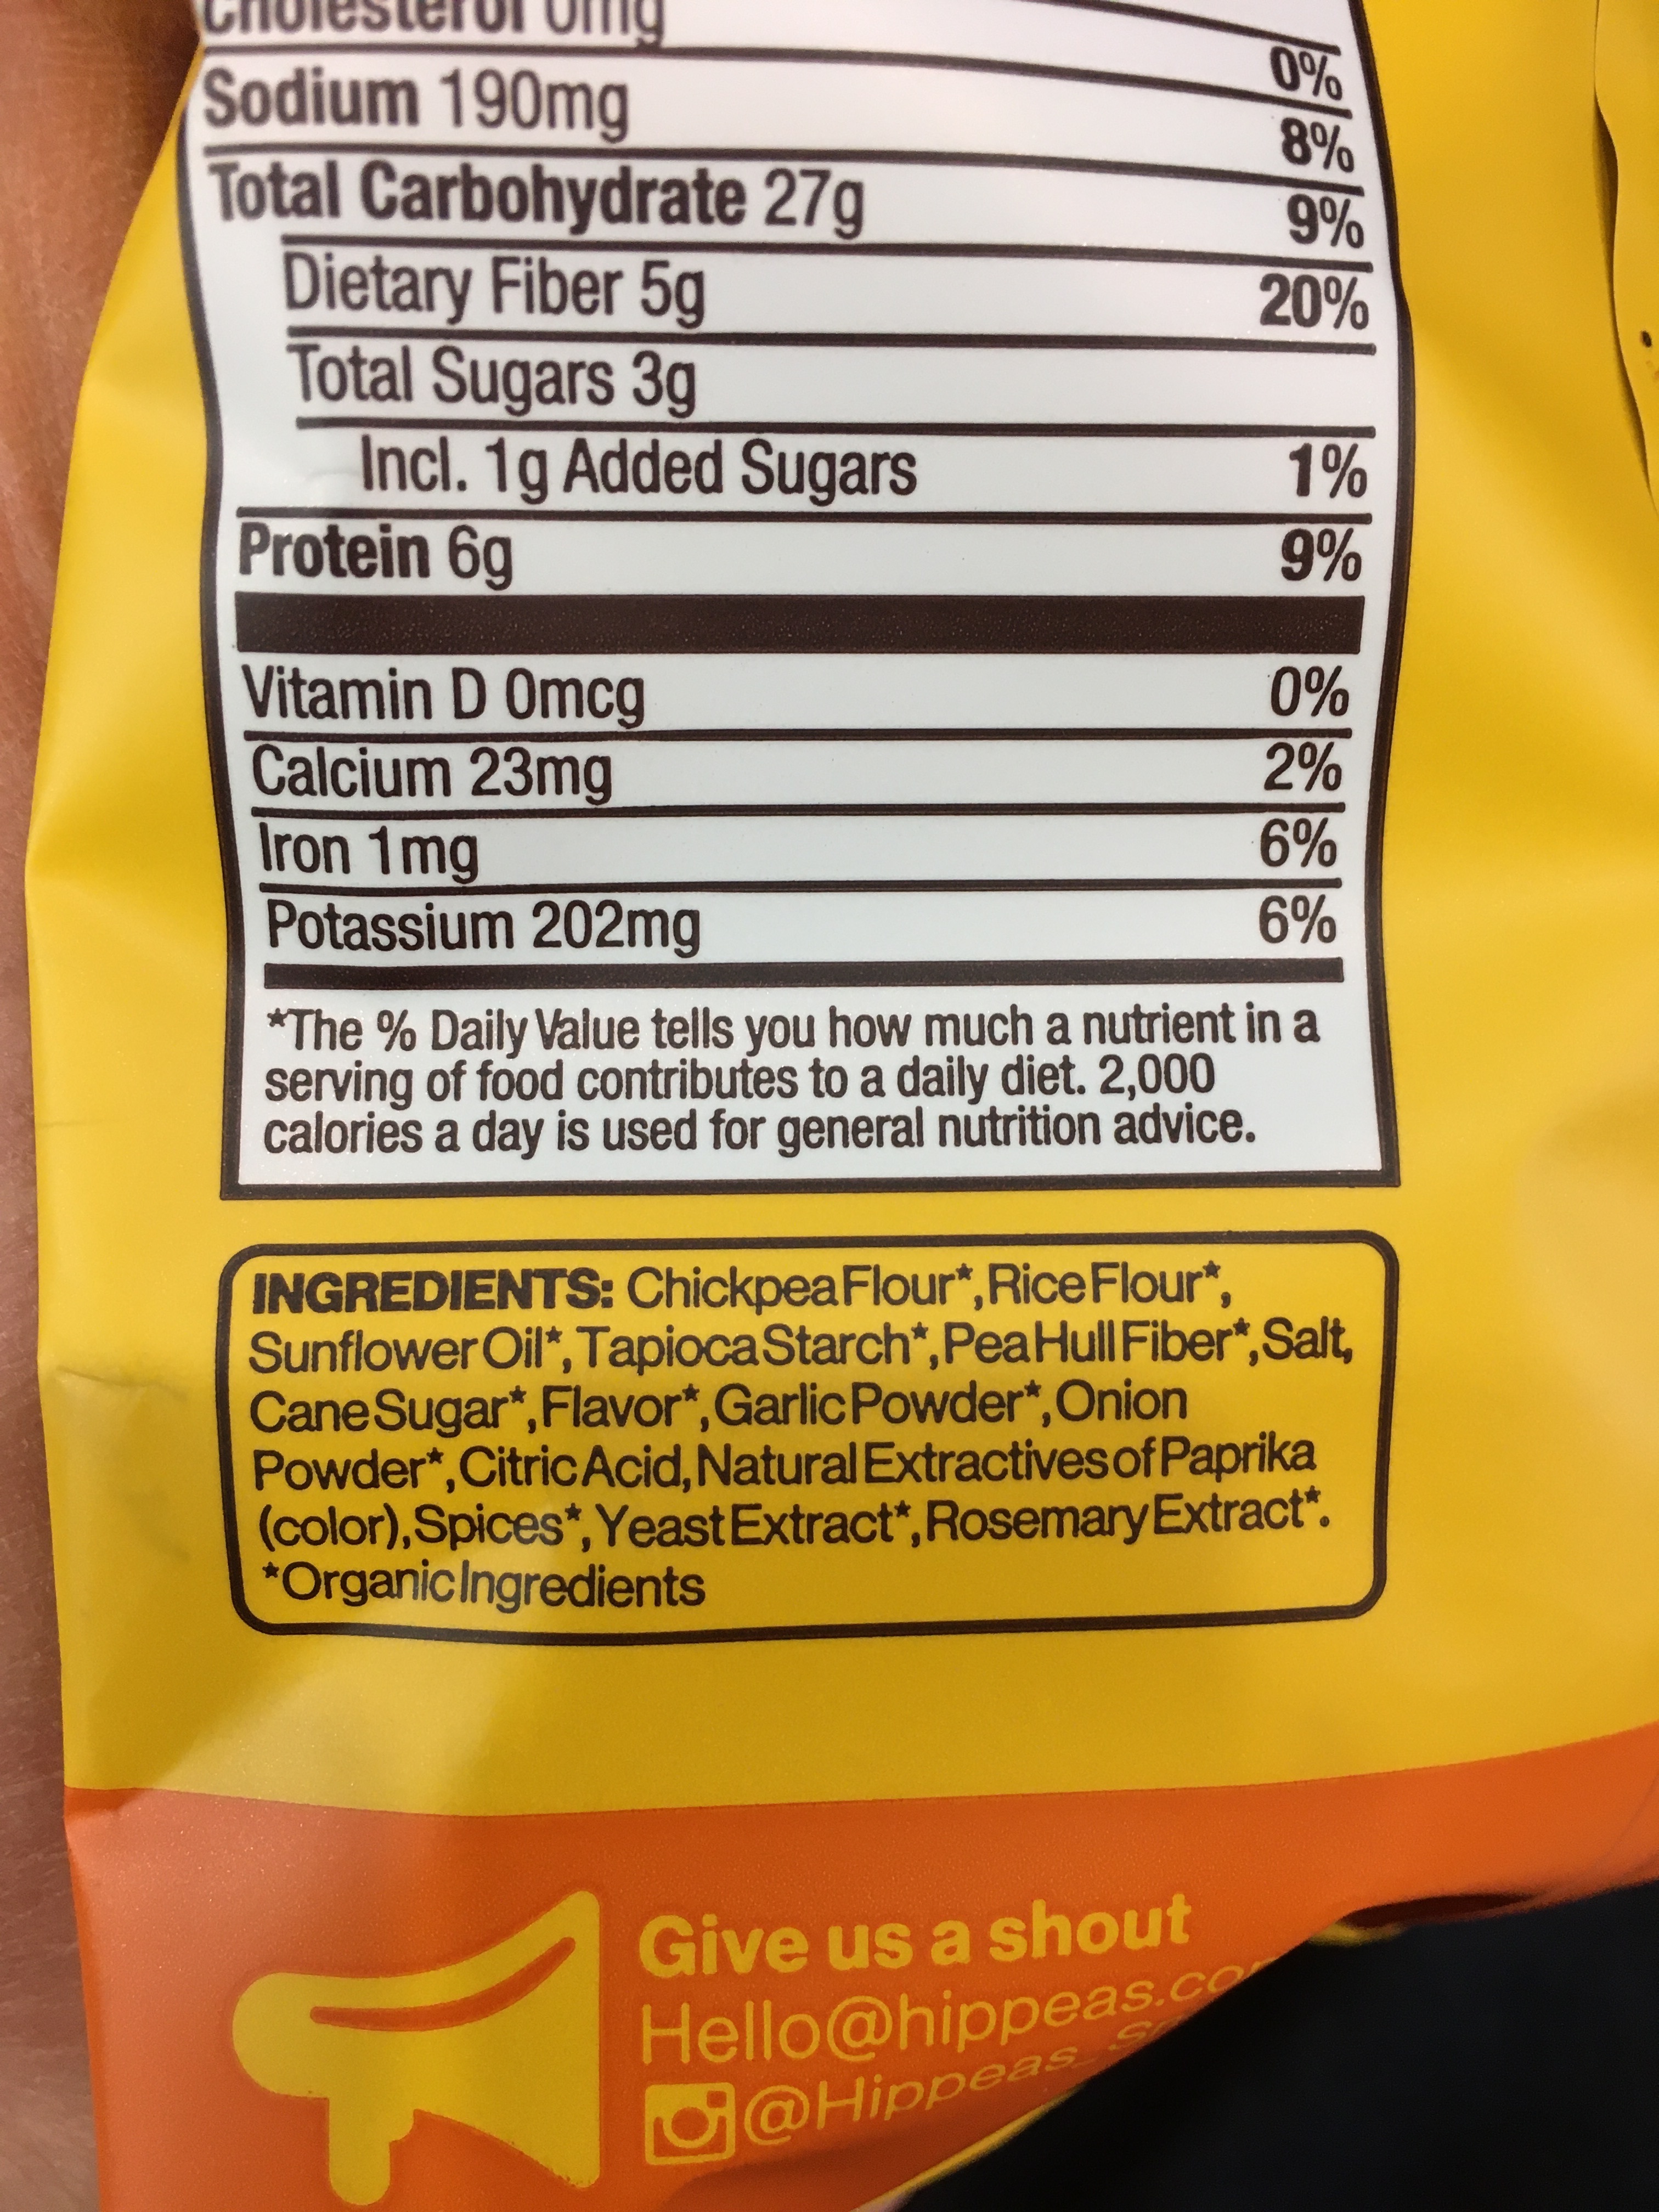 Cholesterol 0mg 0%
Sodium 190mg 8%
Total Carbohydrate 27g 9%
Dietary Fiber 5g 20%
Total Sugars 3g
Incl. 1g Added Sugars 1%
Protein 6g 9%
Vitamin D 0mcg 0%
Calcium 23mg 2%
Iron 1mg 6%
Potassium 202mg 6%
*The % Daily Value tells you how much a nutrient in a
serving of food contributes to a daily diet. 2,000
calories a day is used for general nutrition advice.
INGREDIENTS: Chickpea Flour*, Rice Flour*,
Sunflower Oil*, Tapioca Starch*, Pea Hull Fiber*, Salt,
Cane Sugar*, Flavor*, Garlic Powder*, Onion
Powder*, Citric Acid, Natural Extractives of Paprika
(color), Spices*, Yeast Extract*, Rosemary Extract*.
*Organic Ingredients
Give us a shout
Hello@hippeas.co
@Hippeas_